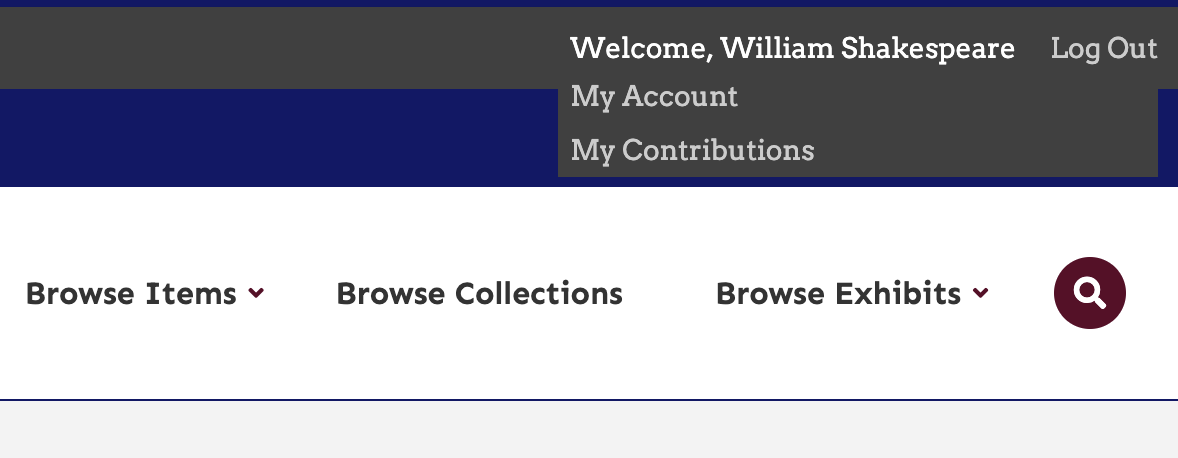 Welcome, William Shakespeare Log Out
My Account
My Contributions
Browse Items Browse Collections Browse Exhibits